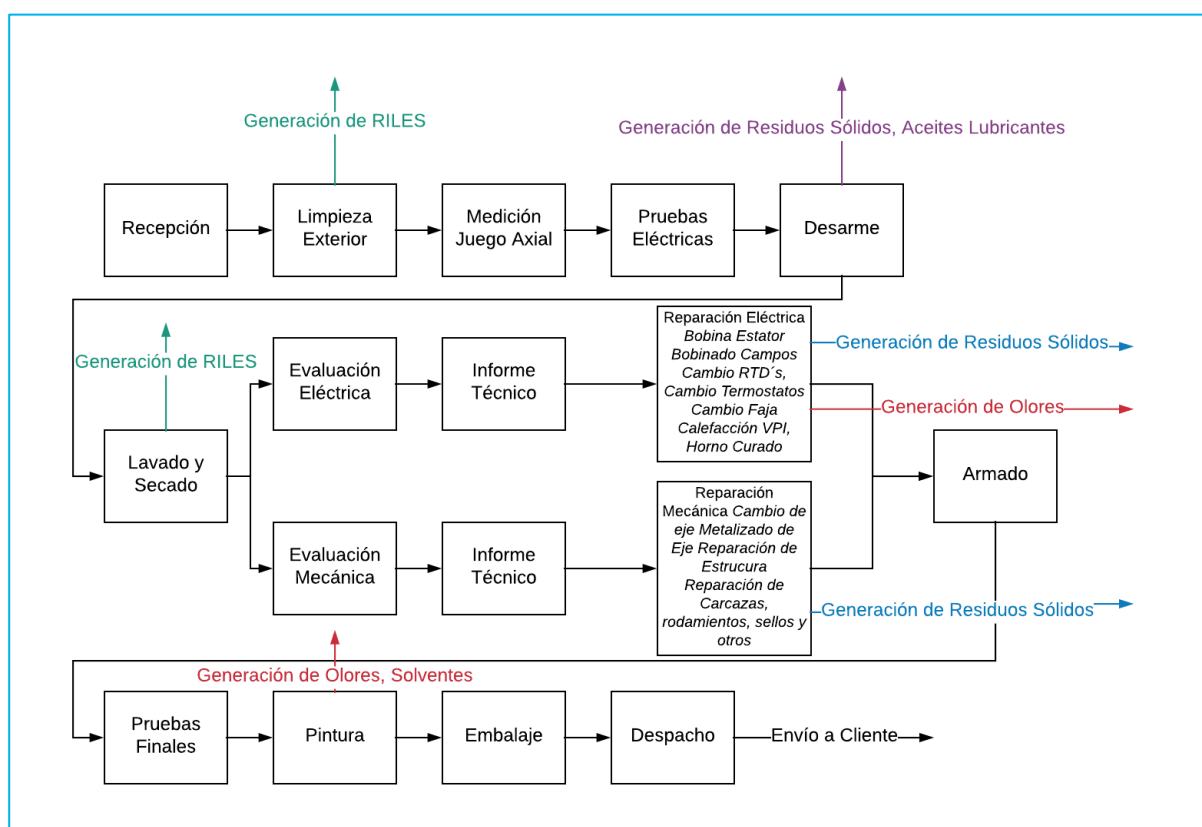 Generación de RILES
Generación de Residuos Sólidos, Aceites Lubricantes
Recepción
Limpieza
Exterior
Medición
Juego Axial
Pruebas
Eléctricas
Desarme
Generación de RILES
Lavado y
Secado
Evaluación
Eléctrica
Informe
Técnico
Reparación Eléctrica
Bobina Estator
Bobinado Campos
Cambio RTD´s,
Cambio Termostatos
Cambio Faja
Calefacción VPI,
Horno Curado
Generación de Residuos Sólidos
Generación de Olores
Evaluación
Mecánica
Informe
Técnico
Reparación
Mecánica Cambio de
eje Metalizado de
Eje Reparación de
Estrucura
Reparación de
Carcazas,
rodamientos, sellos y
otros
Generación de Residuos Sólidos
Armado
Generación de Olores, Solventes
Pruebas
Finales
Pintura
Embalaje
Despacho
Envío a Cliente